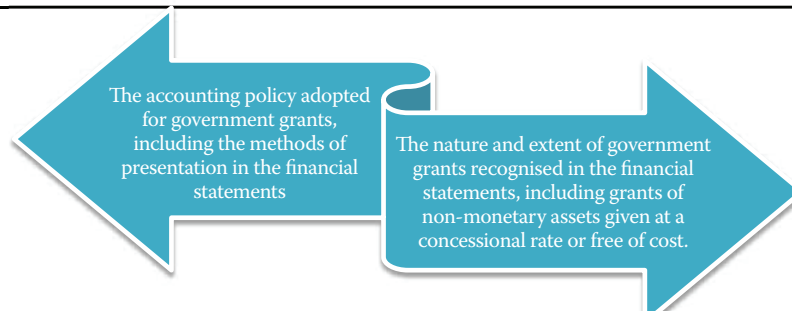 The accounting policy adopted
for government grants,
including the methods of
presentation in the financial
statements
The nature and extent of government
grants recognised in the financial
statements, including grants of
non-monetary assets given at a
concessional rate or free of cost.